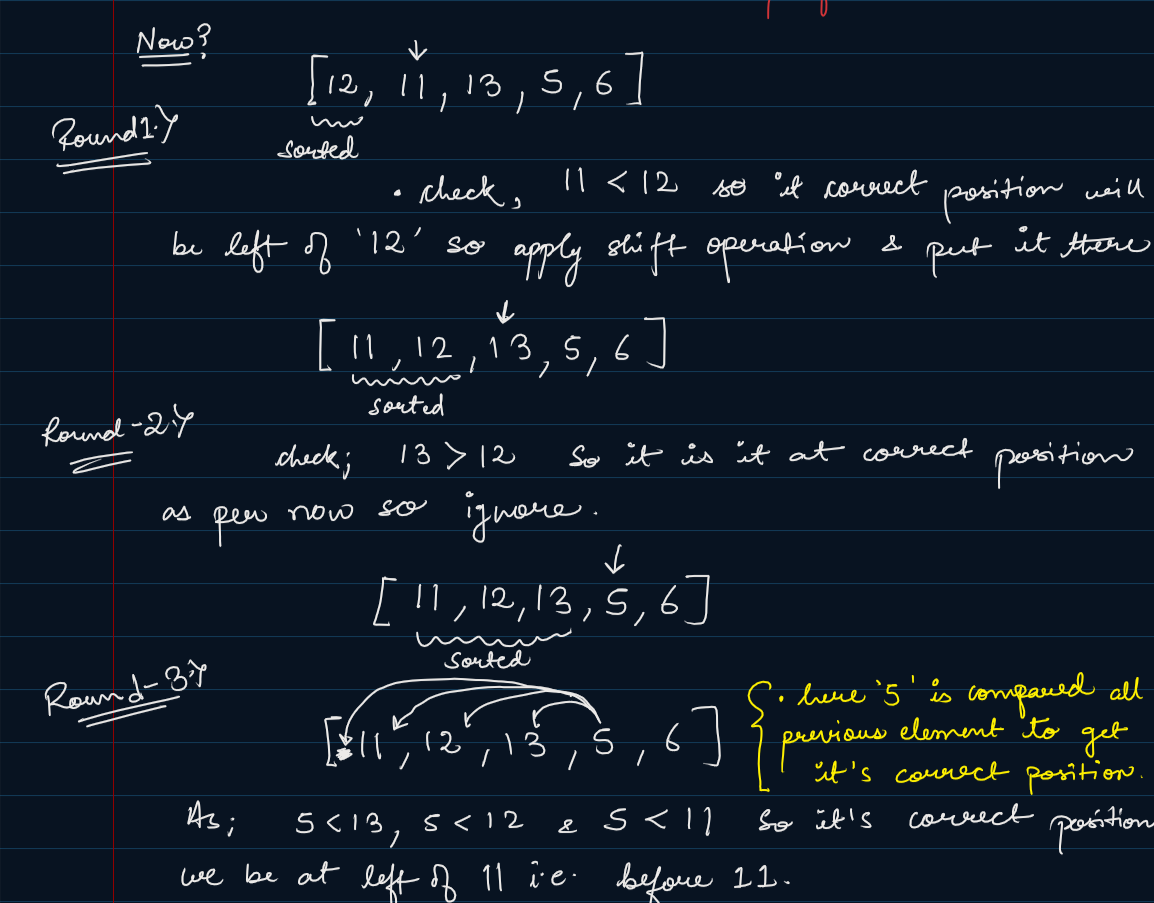 Now?
[12, 11, 13, 5, 6]
Round 1:
sorted
• check, 11 < 12 so it correct position will
be left of '12' so apply shift operation & put it there
[11, 12, 13, 5, 6]
sorted
Round-2:
check; 13 > 12 So it is it at correct position
as per now so ignore.
[11, 12, 13, 5, 6]
sorted
Round-3:
[11, 12, 13, 5, 6]
• here '5' is compared all
previous element to get
it's correct position.
As; 5<13, 5<12 & 5<11 So it's correct position
we be at left of 11 i.e. before 11.